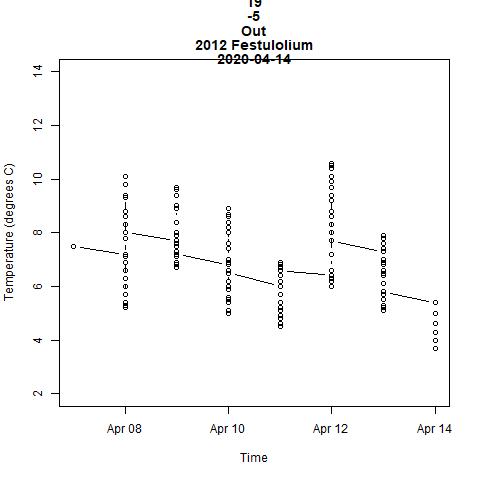 19
-5
Out
2012 Festulolium
2020-04-14
14
12
10
8
6
4
2
Temperature (degrees C)
Apr 08
Apr 10
Apr 12
Apr 14
Time